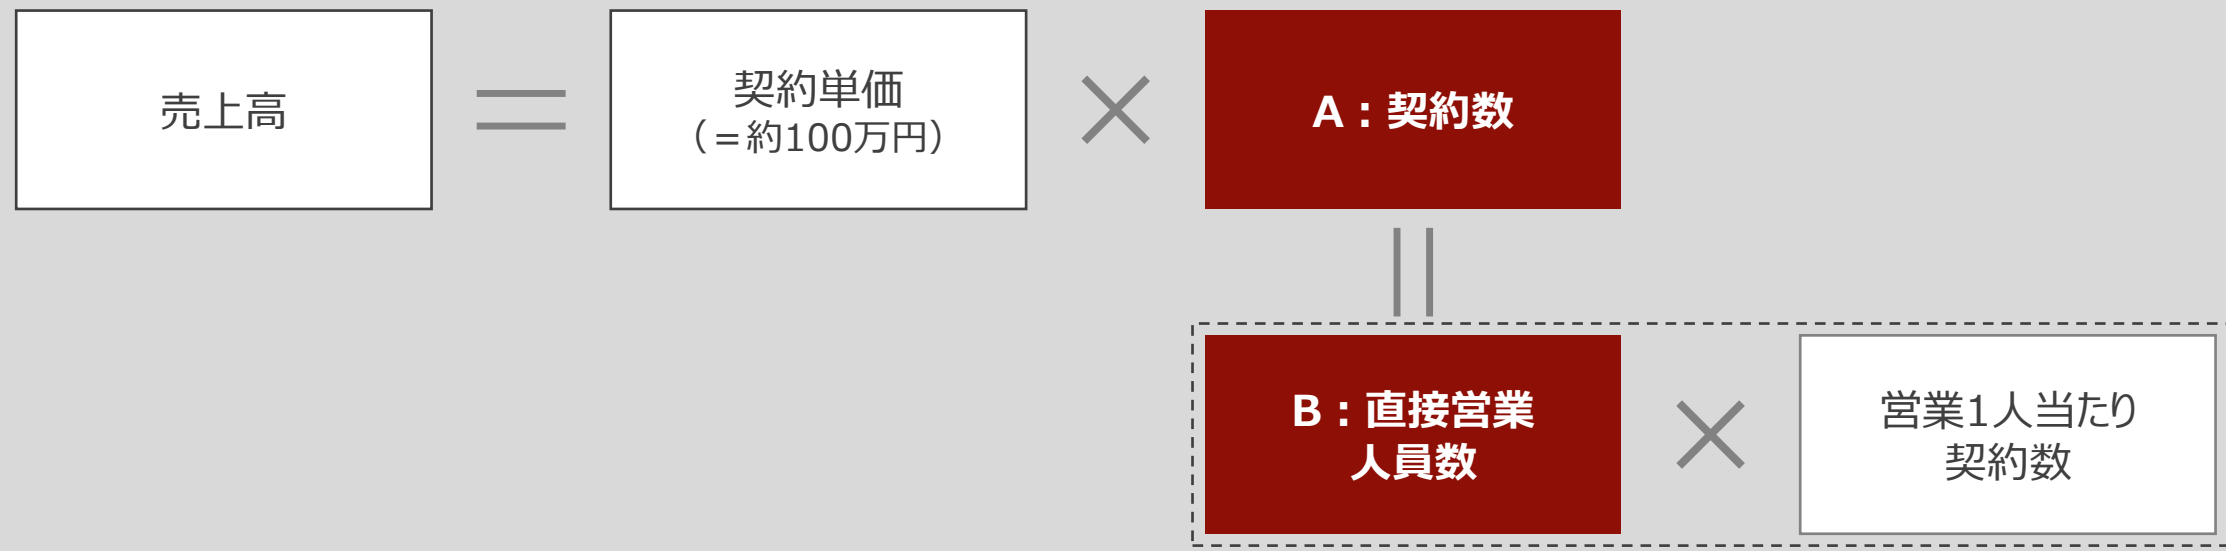 売上高
契約単価
（＝約100万円）
A：契約数
B：直接営業
人員数
営業1人当たり
契約数